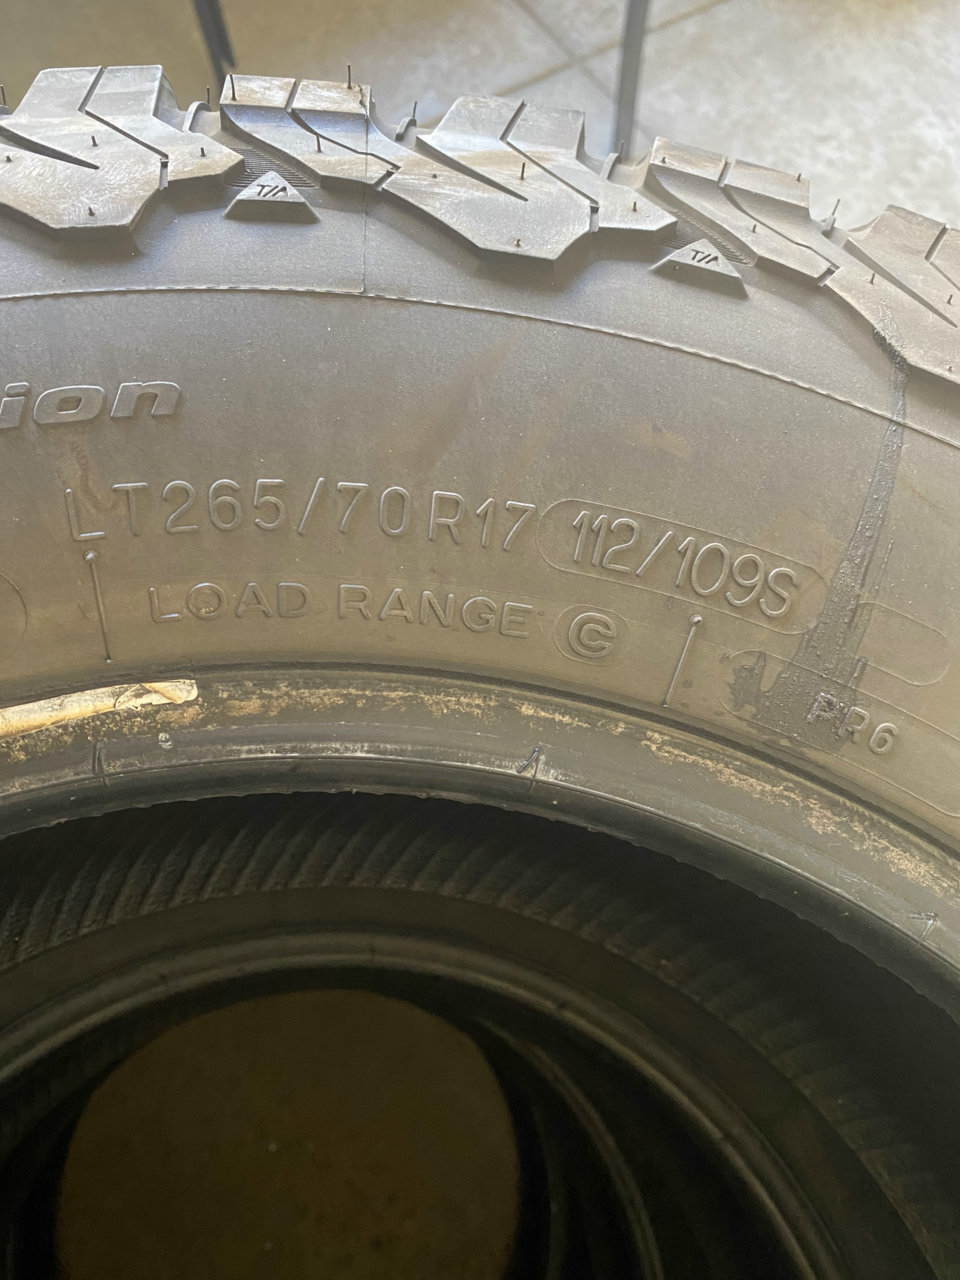 T/A
T/A
ion
LT265/70R17 112/109S
LOAD RANGE C
PR6